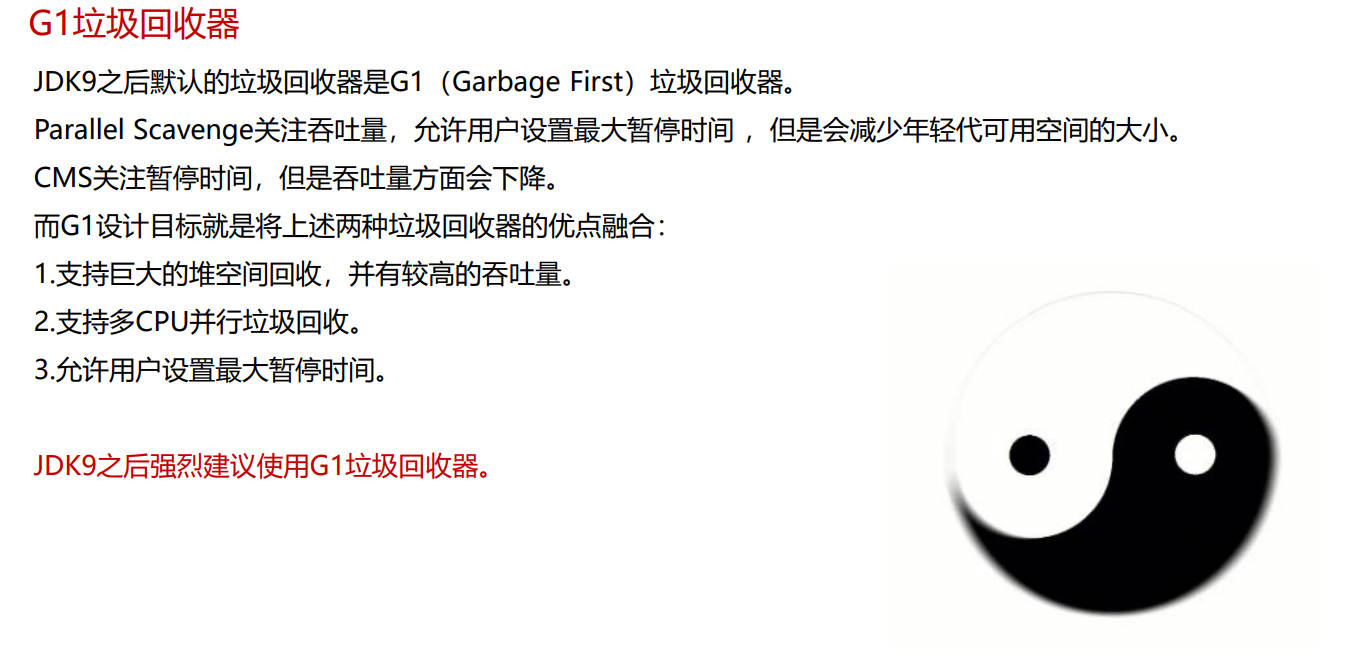 G1垃圾回收器
JDK9之后默认的垃圾回收器是G1（Garbage First）垃圾回收器。
Parallel Scavenge关注吞吐量，允许用户设置最大暂停时间 ，但是会减少年轻代可用空间的大小。
CMS关注暂停时间，但是吞吐量方面会下降。
而G1设计目标就是将上述两种垃圾回收器的优点融合：
1.支持巨大的堆空间回收，并有较高的吞吐量。
2.支持多CPU并行垃圾回收。
3.允许用户设置最大暂停时间。
JDK9之后强烈建议使用G1垃圾回收器。